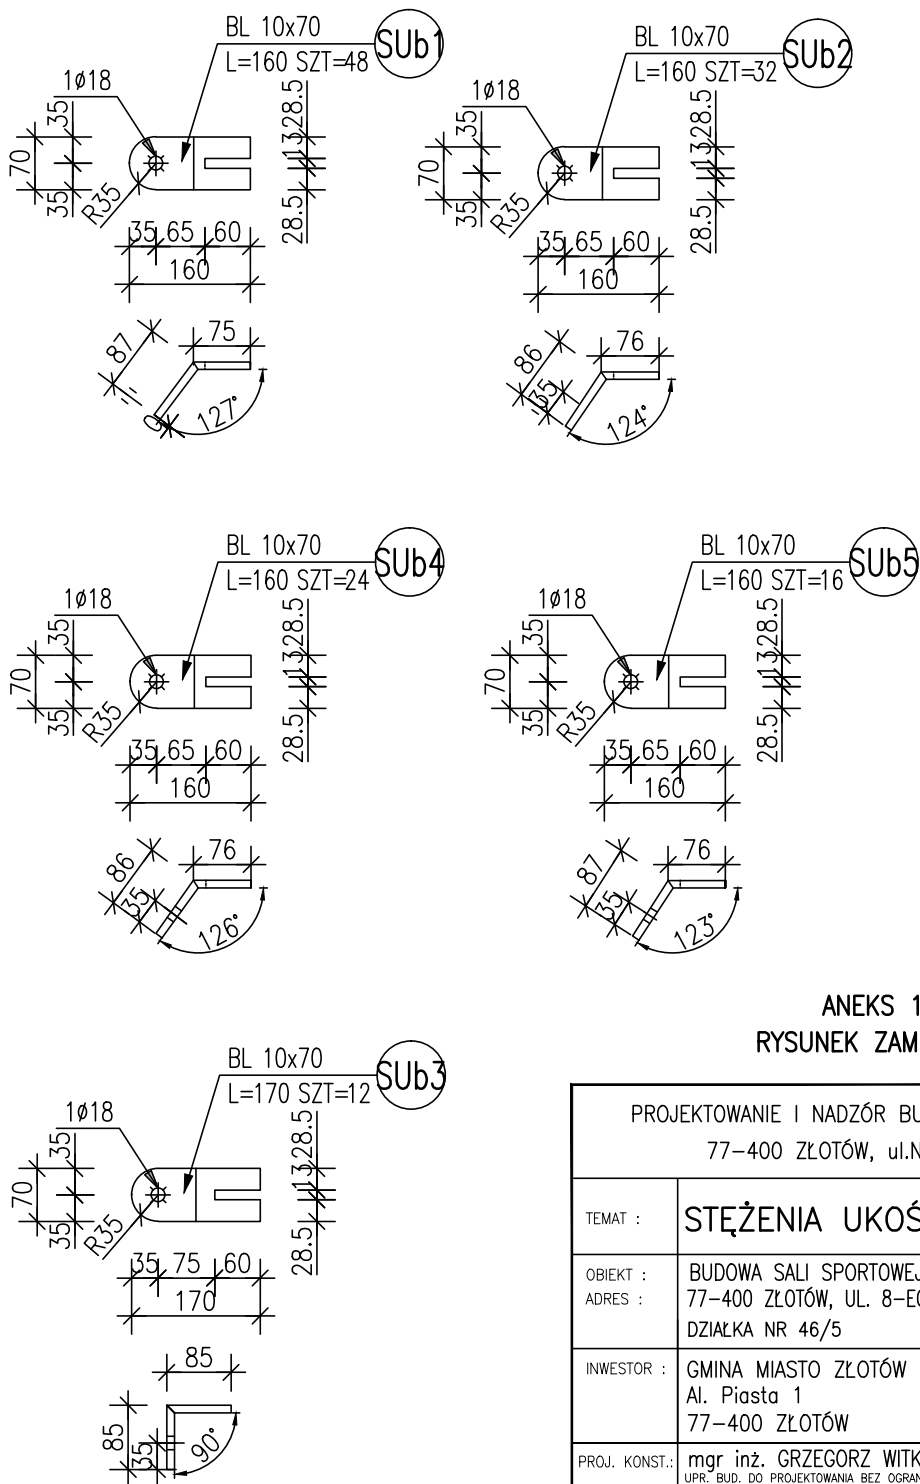 BL 10x70
L=160 SZT=48
SUb1
1ø18
35
70
35
R35
28.5
13
28.5
35 65 60
160
75
87
127°
BL 10x70
L=160 SZT=32
SUb2
1ø18
35
70
35
R35
28.5
13
28.5
35 65 60
160
76
86
35
124°
BL 10x70
L=160 SZT=24
SUb4
1ø18
35
70
35
R35
28.5
13
28.5
35 65 60
160
76
86
35
126°
BL 10x70
L=160 SZT=16
SUb5
1ø18
35
70
35
R35
28.5
13
28.5
35 65 60
160
76
87
35
123°
BL 10x70
L=170 SZT=12
SUb3
1ø18
35
70
35
R35
28.5
13
28.5
35 75 60
170
85
85
35
90°
ANEKS 1
RYSUNEK ZAM
PROJEKTOWANIE I NADZÓR BU
77-400 ZŁOTÓW, ul.N
TEMAT : STĘŻENIA UKOŚ
OBIEKT : BUDOWA SALI SPORTOWEJ
ADRES : 77-400 ZŁOTÓW, UL. 8-EG
DZIAŁKA NR 46/5
INWESTOR : GMINA MIASTO ZŁOTÓW
Al. Piasta 1
77-400 ZŁOTÓW
PROJ. KONST.: mgr inż. GRZEGORZ WITK
UPR. BUD. DO PROJEKTOWANIA BEZ OGRAN